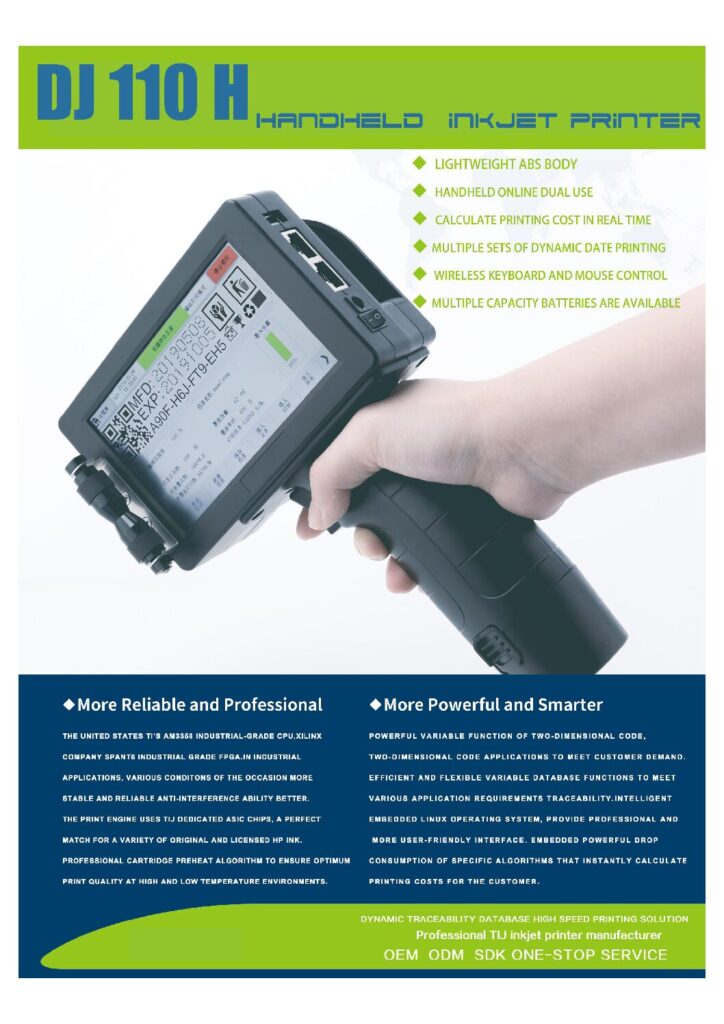 DJ 110 H HANDHELD INKJET PRINTER
◆ LIGHTWEIGHT ABS BODY
◆ HANDHELD ONLINE DUAL USE
◆ CALCULATE PRINTING COST IN REAL TIME
◆ MULTIPLE SETS OF DYNAMIC DATE PRINTING
◆ WIRELESS KEYBOARD AND MOUSE CONTROL
◆ MULTIPLE CAPACITY BATTERIES ARE AVAILABLE
MFD:20190508
EXP:20191005
A90F-H6J-FT9-EH5
◆More Reliable and Professional
THE UNITED STATES TI'S AM3358 INDUSTRIAL-GRADE CPU,XILINX
COMPANY SPANT6 INDUSTRIAL GRADE FPGA.IN INDUSTRIAL
APPLICATIONS, VARIOUS CONDITONS OF THE OCCASION MORE
STABLE AND RELIABLE ANTI-INTERFERENCE ABILITY BETTER.
THE PRINT ENGINE USES TIJ DEDICATED ASIC CHIPS, A PERFECT
MATCH FOR A VARIETY OF ORIGINAL AND LICENSED HP INK.
PROFESSIONAL CARTRIDGE PREHEAT ALGORITHM TO ENSURE OPTIMUM
PRINT QUALITY AT HIGH AND LOW TEMPERATURE ENVIRONMENTS.
◆More Powerful and Smarter
POWERFUL VARIABLE FUNCTION OF TWO-DIMENSIONAL CODE,
TWO-DIMENSIONAL CODE APPLICATIONS TO MEET CUSTOMER DEMAND.
EFFICIENT AND FLEXIBLE VARIABLE DATABASE FUNCTIONS TO MEET
VARIOUS APPLICATION REQUIREMENTS TRACEABILITY.INTELLIGENT
EMBEDDED LINUX OPERATING SYSTEM, PROVIDE PROFESSIONAL AND
MORE USER-FRIENDLY INTERFACE. EMBEDDED POWERFUL DROP
CONSUMPTION OF SPECIFIC ALGORITHMS THAT INSTANTLY CALCULATE
PRINTING COSTS FOR THE CUSTOMER.
DYNAMIC TRACEABILITY DATABASE HIGH SPEED PRINTING SOLUTION
Professional TIJ inkjet printer manufacturer
OEM ODM SDK ONE-STOP SERVICE